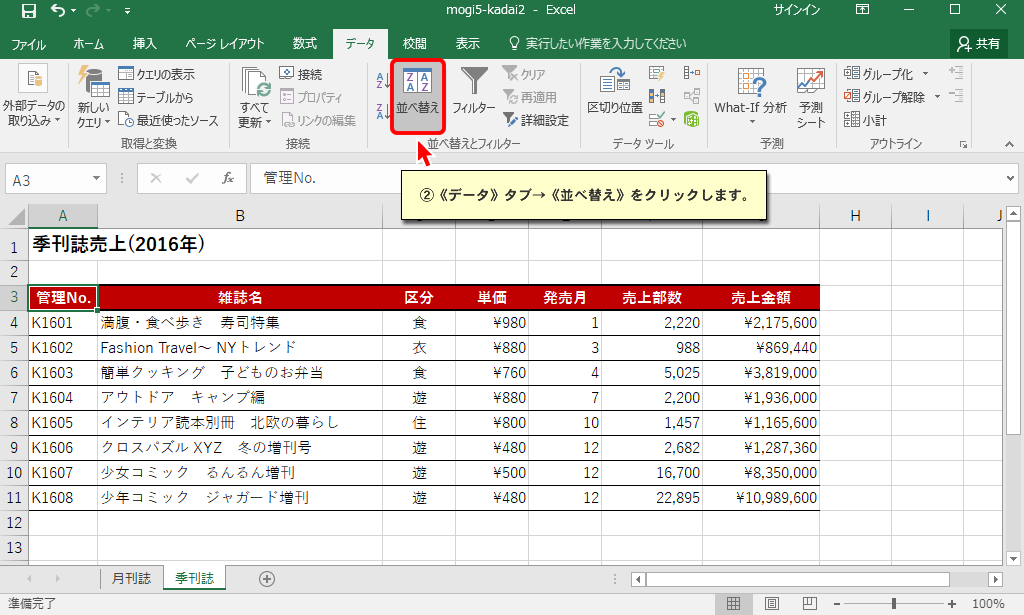 mogi5-kadai2 - Excel
サインイン
ファイル ホーム 挿入 ページ レイアウト 数式 データ 校閲 表示 実行したい作業を入力してください 共有
外部データの
取り込み
新しい
クエリ
クエリの表示
テーブルから
最近使ったソース
取得と変換
すべて
更新
接続
プロパティ
リンクの編集
接続
並べ替え
フィルター
クリア
再適用
詳細設定
並べ替えとフィルター
区切り位置
データ ツール
What-If 分析
予測
シート
予測
グループ化
グループ解除
小計
アウトライン
A3 fx 管理No.
②《データ》タブ→《並べ替え》をクリックします。
A B H I J
1 季刊誌売上(2016年)
2
3 管理No. 雑誌名 区分 単価 発売月 売上部数 売上金額
4 K1601 満腹・食べ歩き 寿司特集 食 ¥980 1 2,220 ¥2,175,600
5 K1602 Fashion Travel～ NYトレンド 衣 ¥880 3 988 ¥869,440
6 K1603 簡単クッキング 子どものお弁当 食 ¥760 4 5,025 ¥3,819,000
7 K1604 アウトドア キャンプ編 遊 ¥880 7 2,200 ¥1,936,000
8 K1605 インテリア読本別冊 北欧の暮らし 住 ¥800 10 1,457 ¥1,165,600
9 K1606 クロスパズル XYZ 冬の増刊号 遊 ¥480 12 2,682 ¥1,287,360
10 K1607 少女コミック るんるん増刊 遊 ¥500 12 16,700 ¥8,350,000
11 K1608 少年コミック ジャガード増刊 遊 ¥480 12 22,895 ¥10,989,600
12
13
月刊誌 季刊誌
準備完了 100%